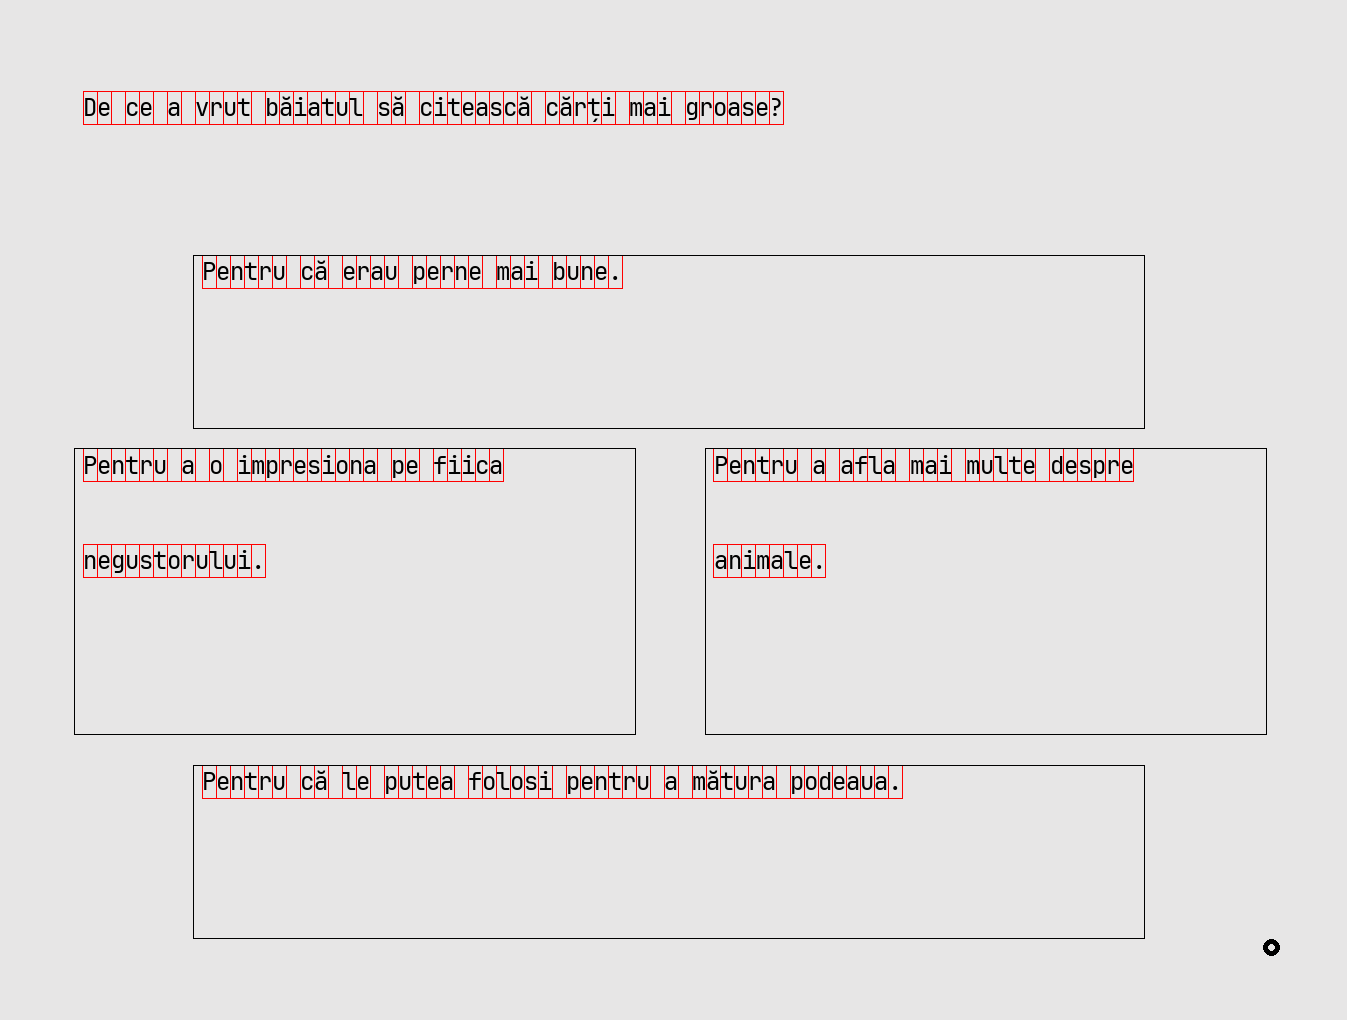 De ce a vrut băiatul să citească cărți mai groase?
Pentru că erau perne mai bune.
Pentru a o impresiona pe fiica
negustorului.
Pentru a afla mai multe despre
animale.
Pentru că le putea folosi pentru a mătura podeaua.